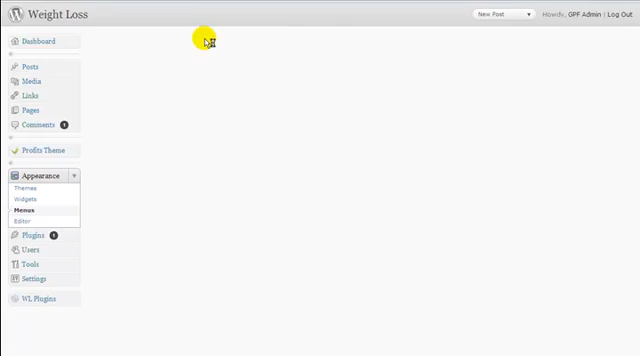 Weight Loss
New Post
Howdy, GPF Admin | Log Out
Dashboard
Posts
Media
Links
Pages
Comments 1
Profits Theme
Appearance
Themes
Widgets
Menus
Editor
Plugins 1
Users
Tools
Settings
WL Plugins